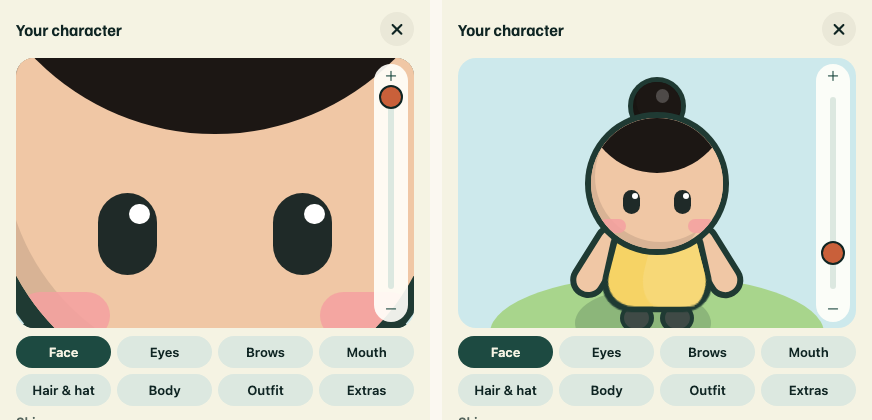 Your character
Face
Eyes
Brows
Mouth
Hair & hat
Body
Outfit
Extras
Your character
Face
Eyes
Brows
Mouth
Hair & hat
Body
Outfit
Extras